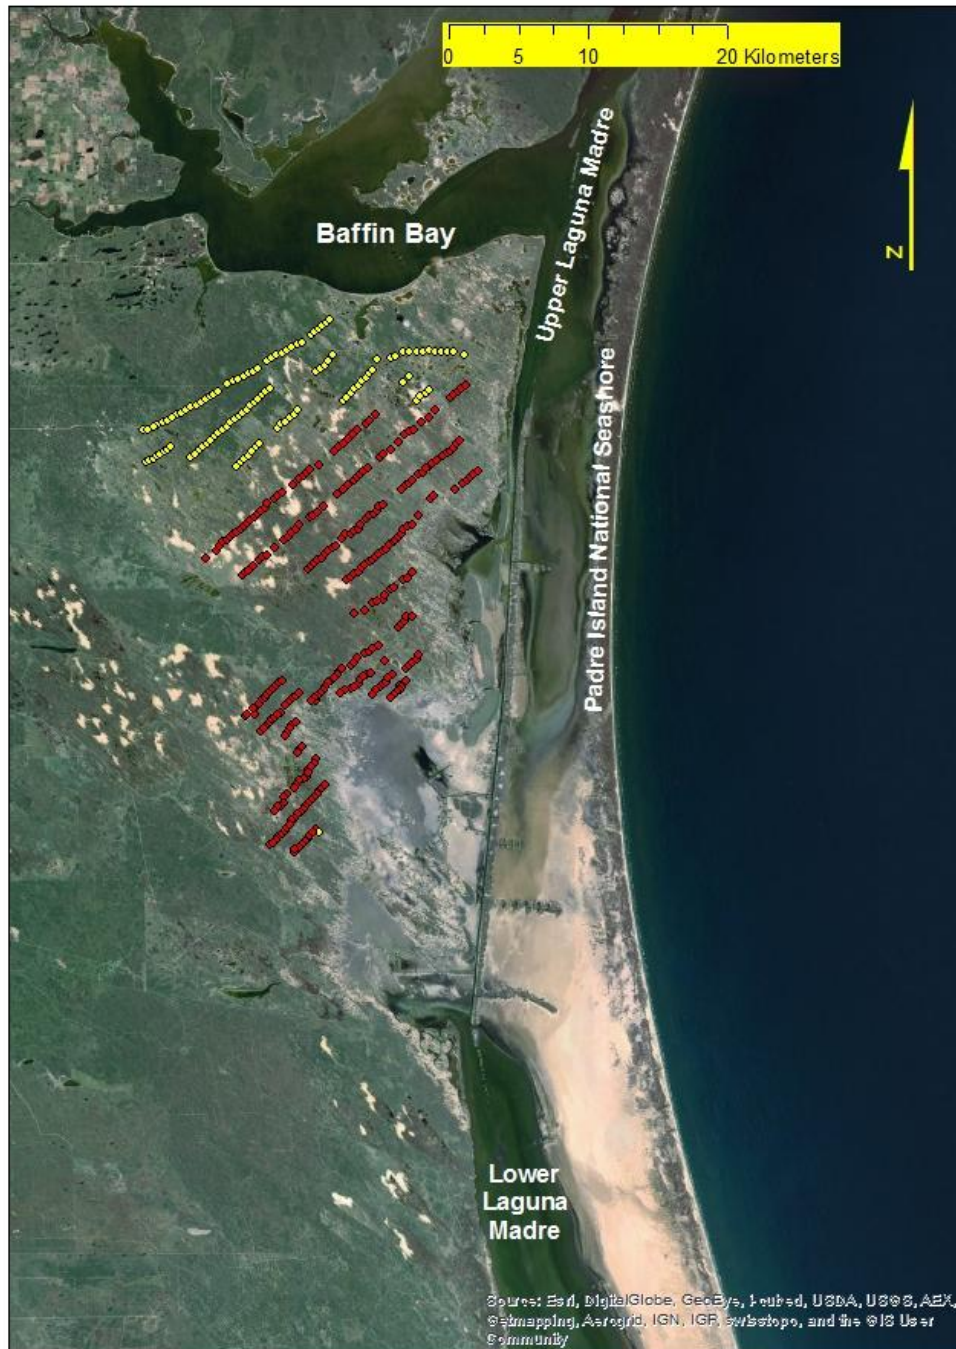 0 5 10 20 Kilometers
Upper Laguna Madre
Baffin Bay
N
Padre Island National Seashore
Lower
Laguna
Madre
Source: Esri, DigitalGlobe, GeoEye, i-cubed, USDA, USGS, AEX,
Getmapping, Aerogrid, IGN, IGP, swisstopo, and the GIS User
Community